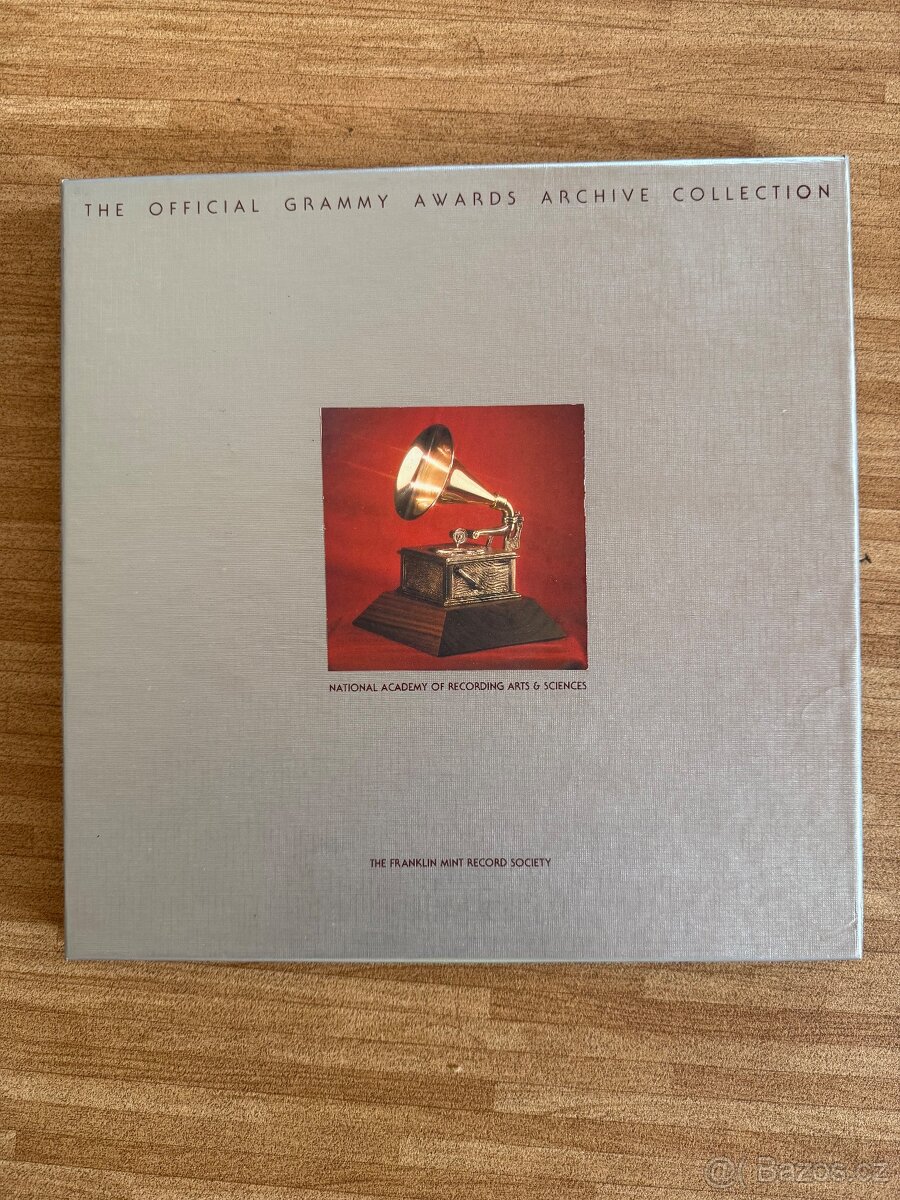 THE OFFICIAL GRAMMY AWARDS ARCHIVE COLLECTION
NATIONAL ACADEMY OF RECORDING ARTS & SCIENCES
THE FRANKLIN MINT RECORD SOCIETY
Bazos.cz